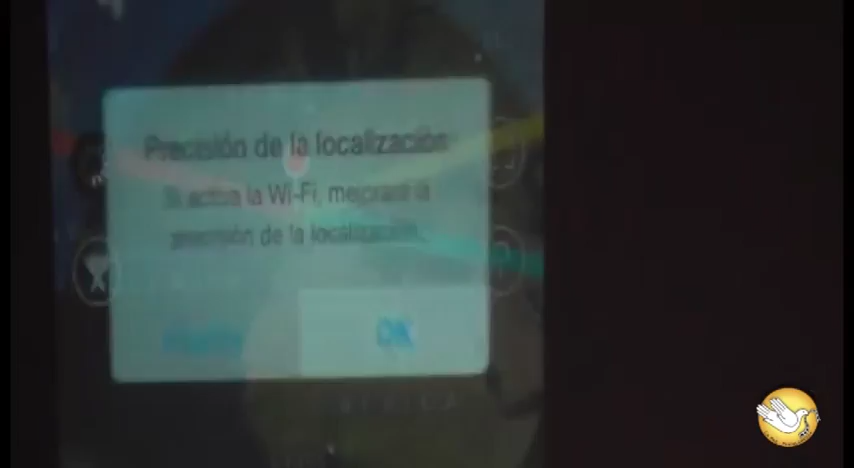 Precisión de la localización
Si activa la Wi-Fi, mejorará la
precisión de la localización.
OK